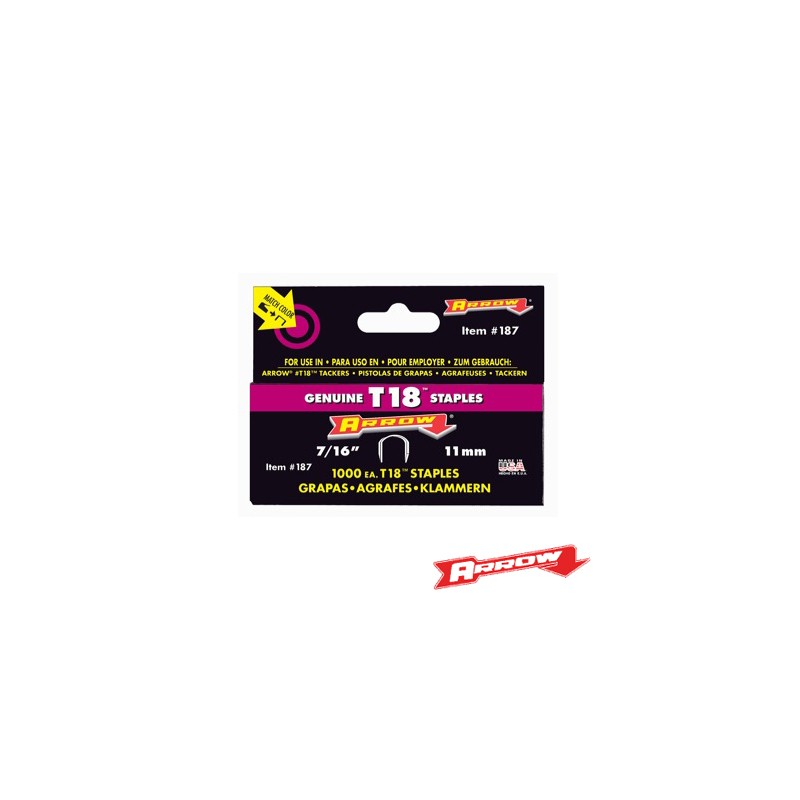 MATCH COLOR
ARROW®
Item #187
FOR USE IN • PARA USO EN • POUR EMPLOYER • ZUM GEBRAUCH:
ARROW® #T18™ TACKERS • PISTOLAS DE GRAPAS • AGRAFEUSES • TACKERN
GENUINE T18™ STAPLES
ARROW®
7/16" 11mm
Item #187
MADE IN
USA
HECHO EN E.U.A.
1000 EA. T18™ STAPLES
GRAPAS • AGRAFES • KLAMMERN
ARROW